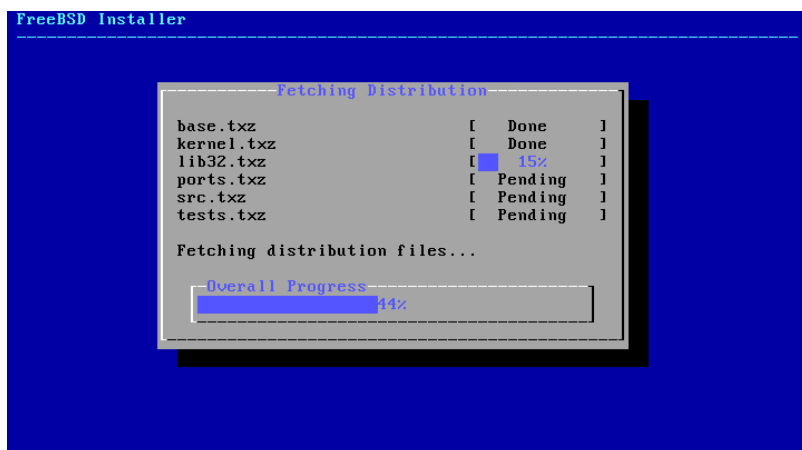 FreeBSD Installer
Fetching Distribution
base.txz [ Done ]
kernel.txz [ Done ]
lib32.txz [ 15% ]
ports.txz [ Pending ]
src.txz [ Pending ]
tests.txz [ Pending ]
Fetching distribution files...
Overall Progress
44%